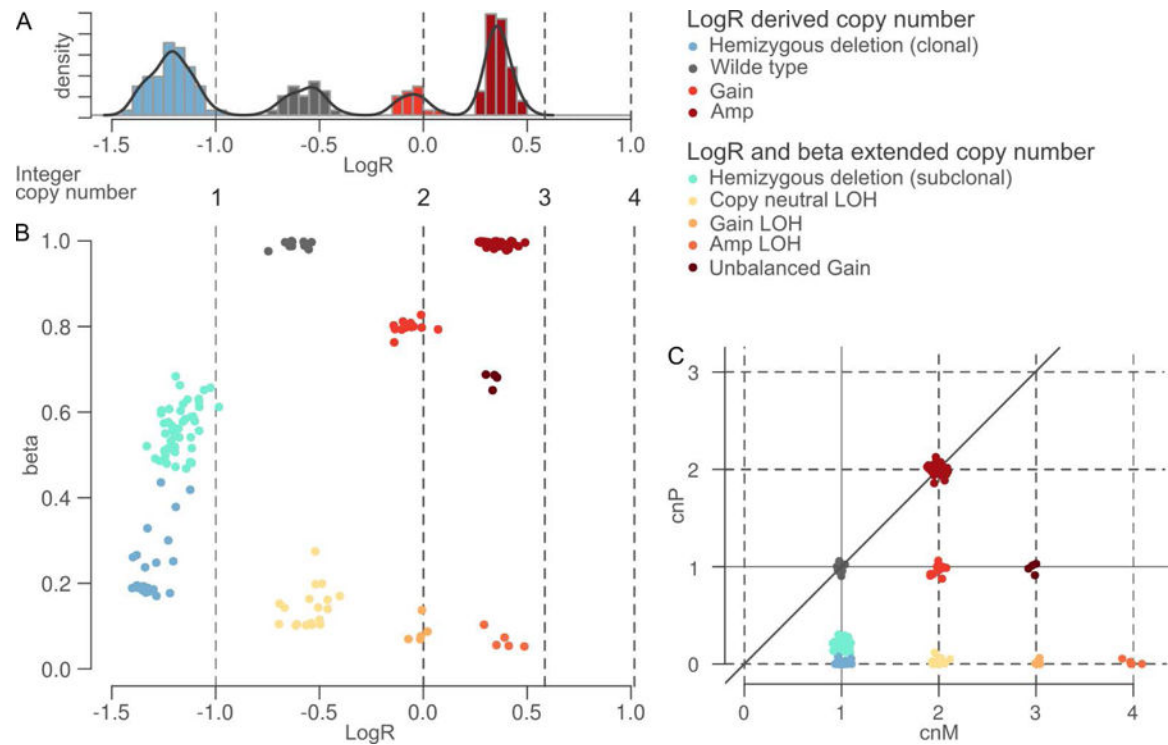 A
density
-1.5 -1.0 -0.5 0.0 0.5 1.0
LogR
Integer
copy number
1 2 3 4
B
1.0
0.8
0.6
0.4
0.2
0.0
beta
-1.5 -1.0 -0.5 0.0 0.5 1.0
LogR
LogR derived copy number
Hemizygous deletion (clonal)
Wilde type
Gain
Amp
LogR and beta extended copy number
Hemizygous deletion (subclonal)
Copy neutral LOH
Gain LOH
Amp LOH
Unbalanced Gain
C
3
2
1
0
cnP
0 1 2 3 4
cnM